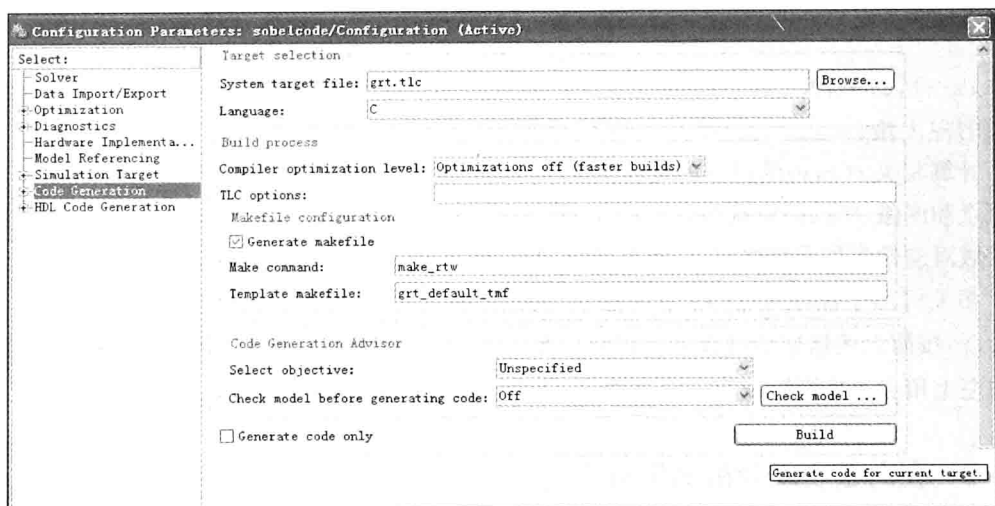 Configuration Parameters: sobelcode/Configuration (Active)
Select:
Solver
Data Import/Export
Optimization
Diagnostics
Hardware Implementa...
Model Referencing
Simulation Target
Code Generation
HDL Code Generation
Target selection
System target file: grt.tlc Browse...
Language: C
Build process
Compiler optimization level: Optimizations off (faster builds)
TLC options:
Makefile configuration
Generate makefile
Make command: make_rtw
Template makefile: grt_default_tmf
Code Generation Advisor
Select objective: Unspecified
Check model before generating code: Off Check model ...
Generate code only Build
Generate code for current target.